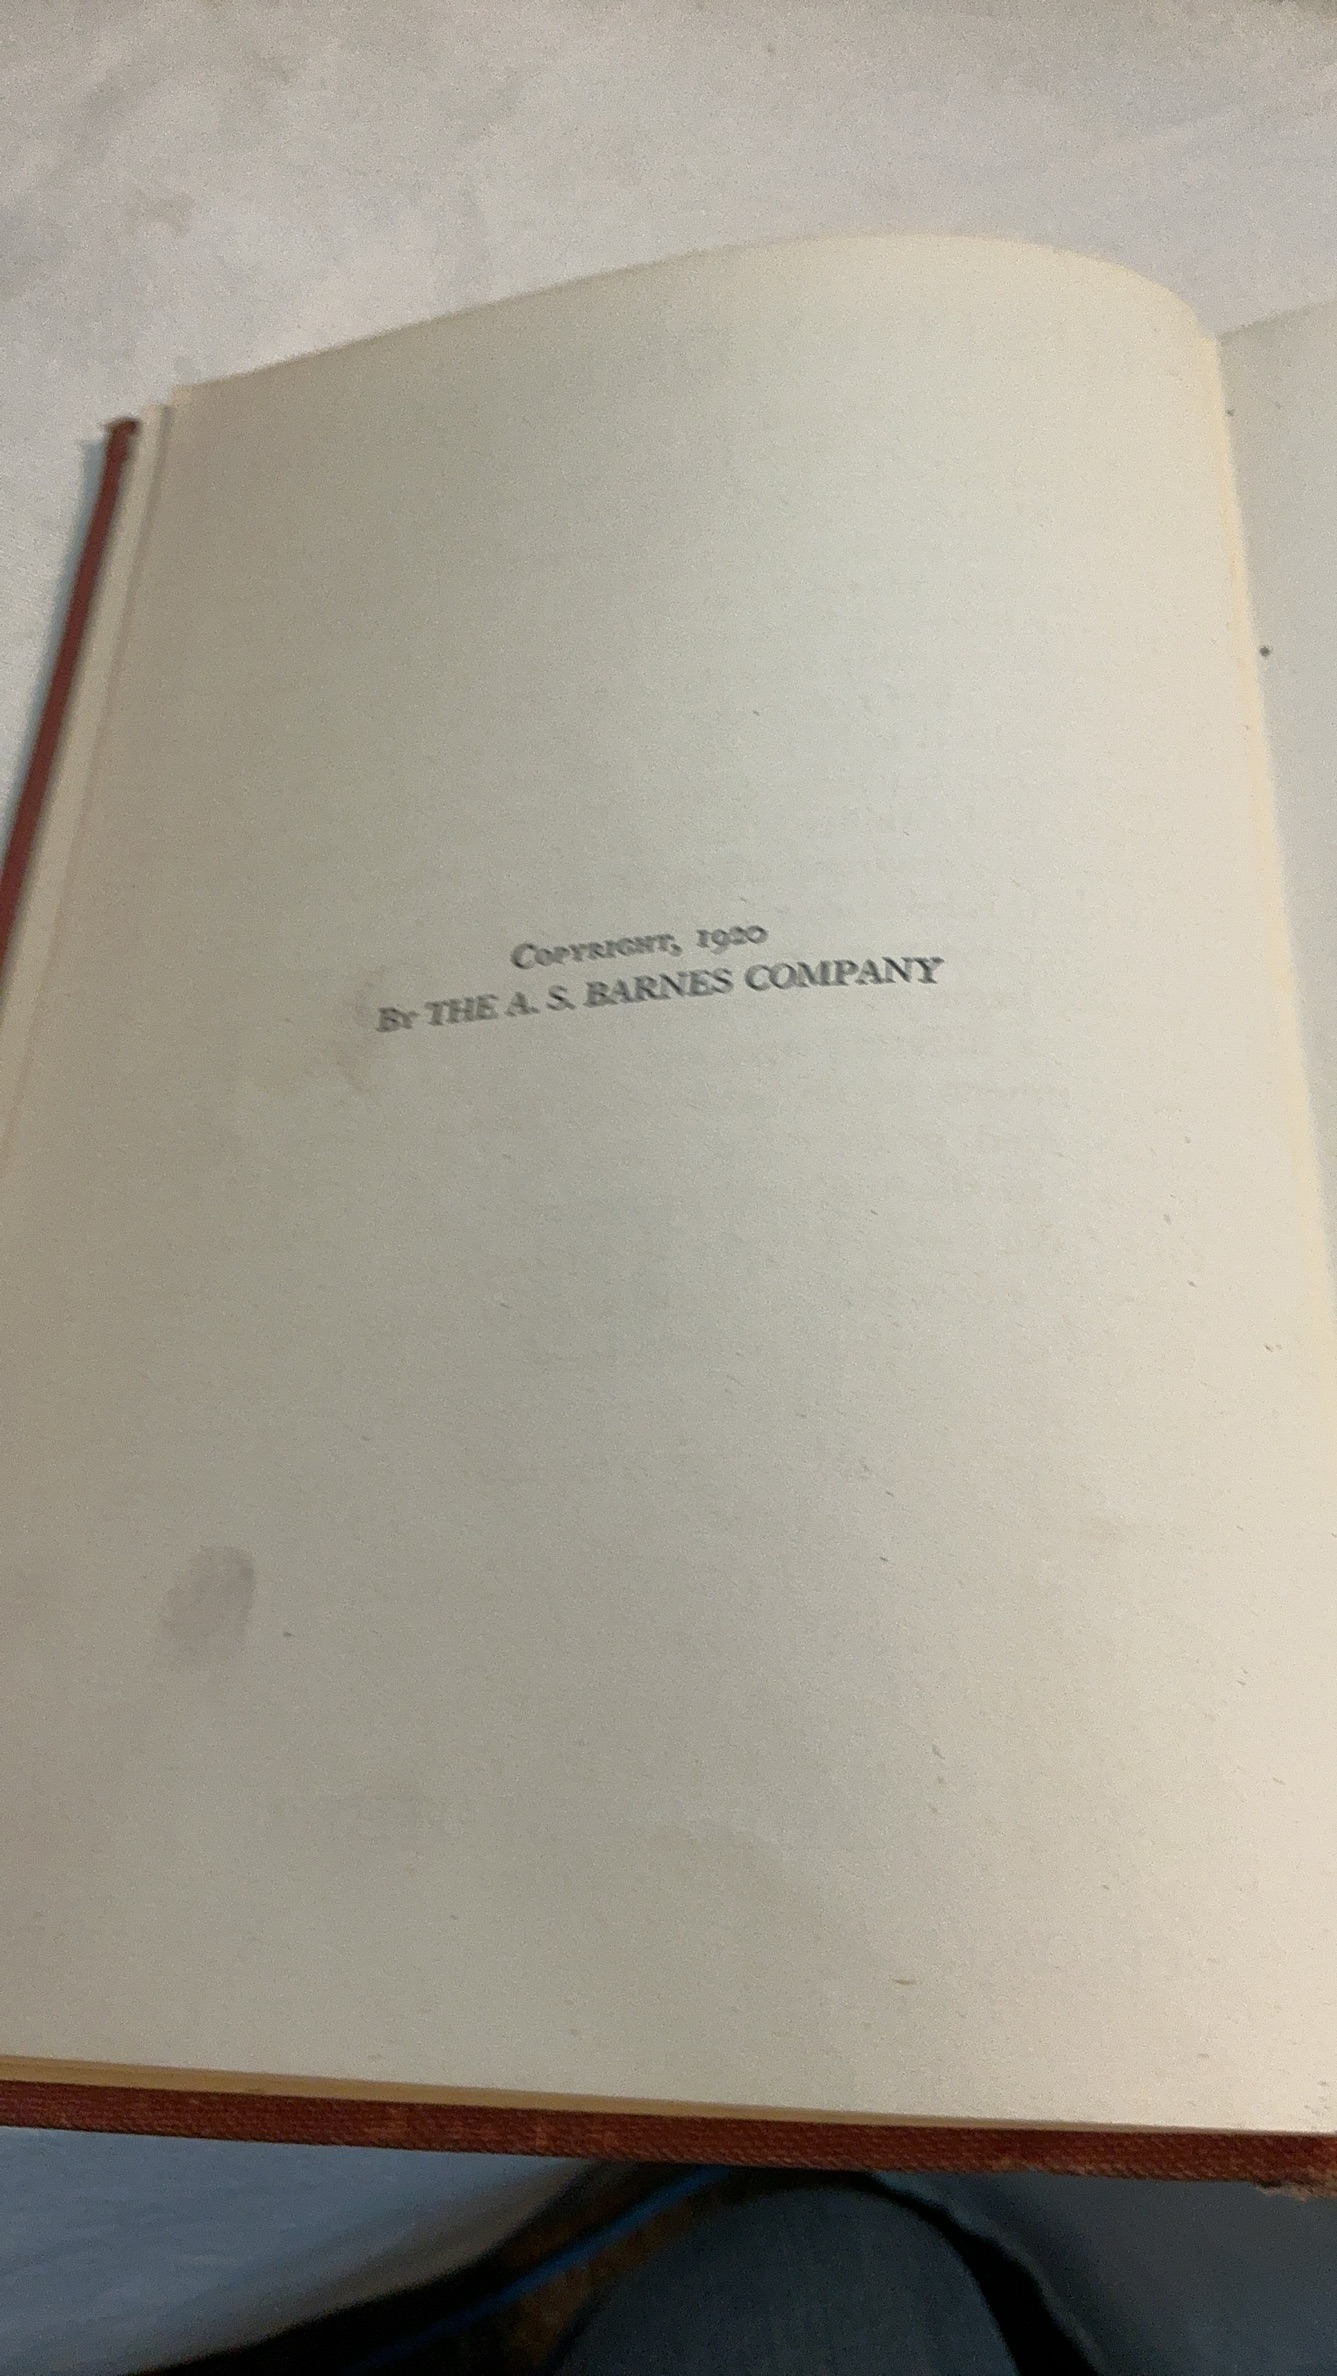 Copyright, 1920
By THE A. S. BARNES COMPANY